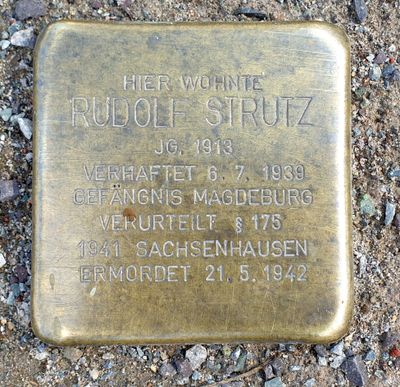 HIER WOHNTE
RUDOLF STRUTZ
JG. 1913
VERHAFTET 6. 7. 1939
GEFÄNGNIS MAGDEBURG
VERURTEILT § 175
1941 SACHSENHAUSEN
ERMORDET 21. 5. 1942